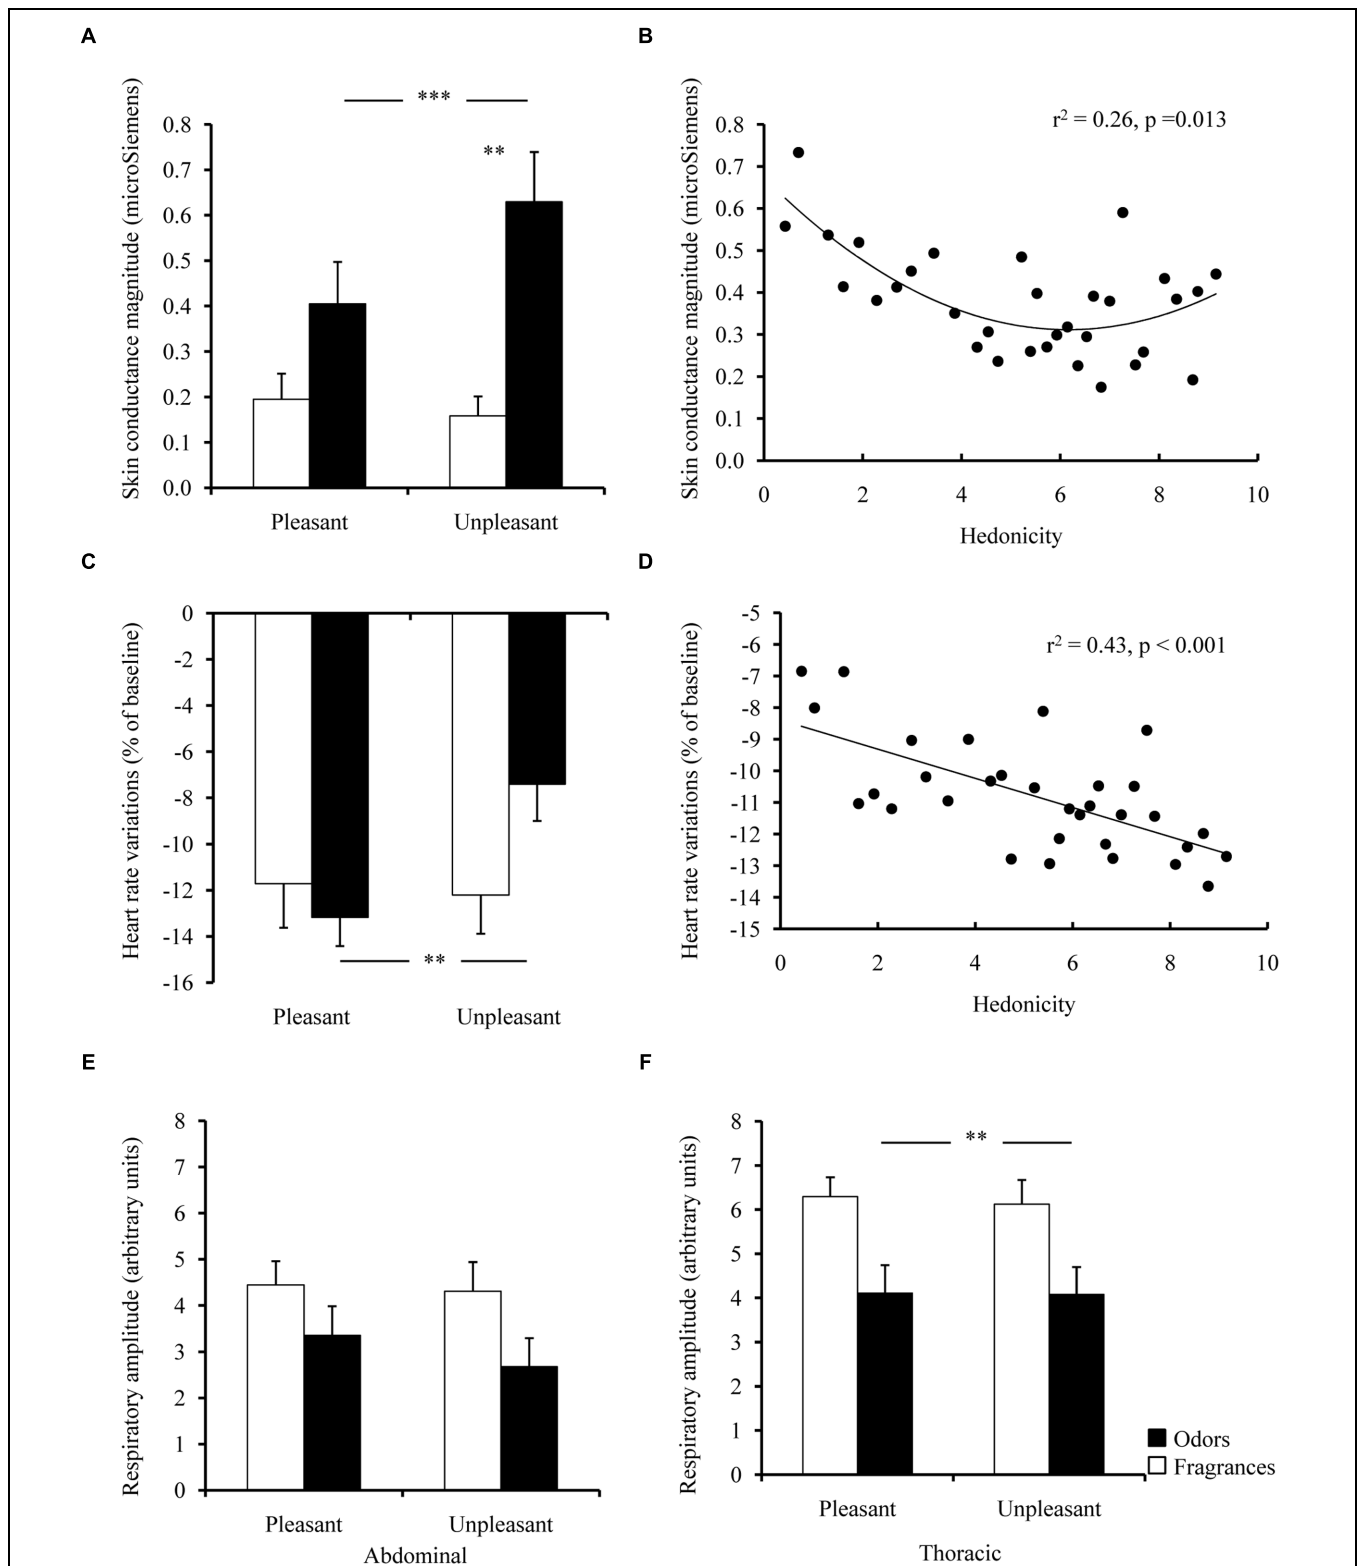 A
Skin conductance magnitude (microSiemens)
***
**
0.8
0.7
0.6
0.5
0.4
0.3
0.2
0.1
0.0
Pleasant Unpleasant
B
Skin conductance magnitude (microSiemens)
r² = 0.26, p =0.013
0.8
0.7
0.6
0.5
0.4
0.3
0.2
0.1
0.0
0 2 4 6 8 10
Hedonicity
C
Heart rate variations (% of baseline)
0
-2
-4
-6
-8
-10
-12
-14
-16
**
Pleasant Unpleasant
D
Heart rate variations (% of baseline)
r² = 0.43, p < 0.001
-5
-6
-7
-8
-9
-10
-11
-12
-13
-14
-15
0 2 4 6 8 10
Hedonicity
E
Respiratory amplitude (arbitrary units)
8
7
6
5
4
3
2
1
0
Pleasant Unpleasant
Abdominal
F
Respiratory amplitude (arbitrary units)
**
8
7
6
5
4
3
2
1
0
Pleasant Unpleasant
Thoracic
Odors
Fragrances